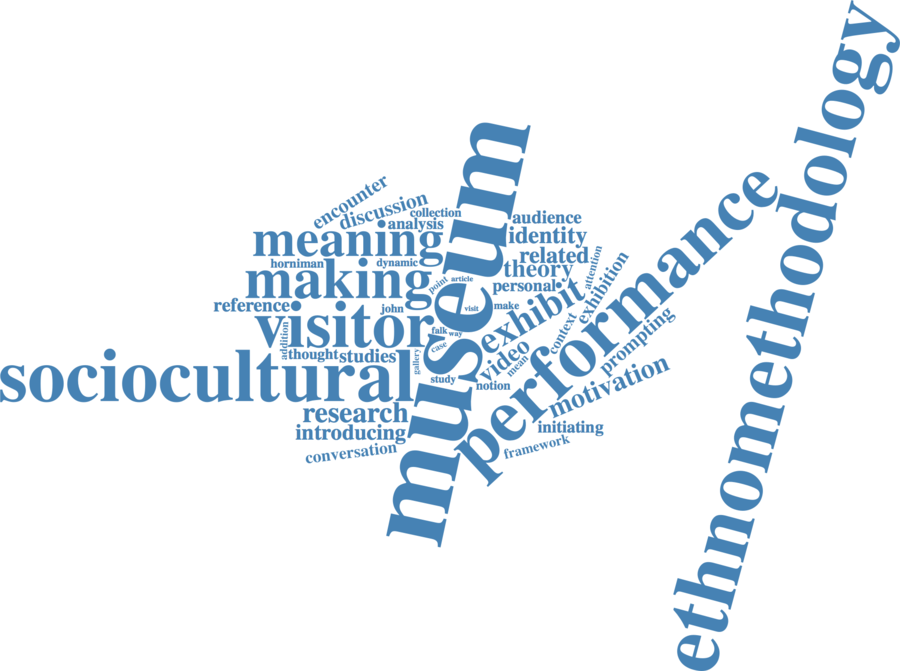 encounter
discussion
collection
analysis
meaning
horniman
dynamic
making
reference
john
visitor
addition
thought
studies
gallery
sociocultural
research
introducing
conversation
museum
point
article
visit
make
falk
way
case
study
audience
identity
related
theory
attention
personal
exhibition
exhibit
context
video
mean
notion
performance
prompting
motivation
initiating
framework
ethnomethodology